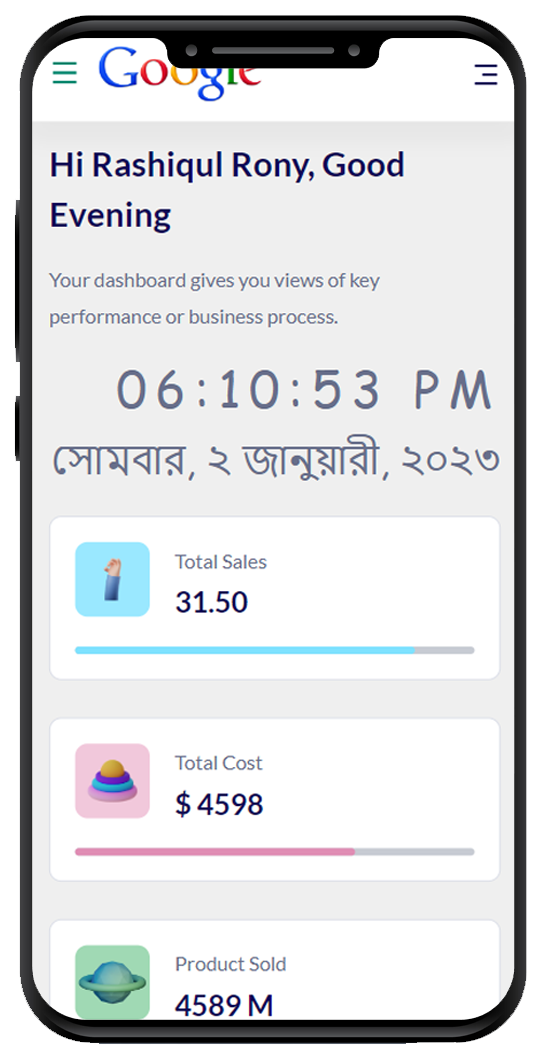 Google
Hi Rashiqul Rony, Good
Evening
Your dashboard gives you views of key
performance or business process.
06:10:53 PM
সোমবার, ২ জানুয়ারী, ২০২৩
Total Sales
31.50
Total Cost
$ 4598
Product Sold
4589 M